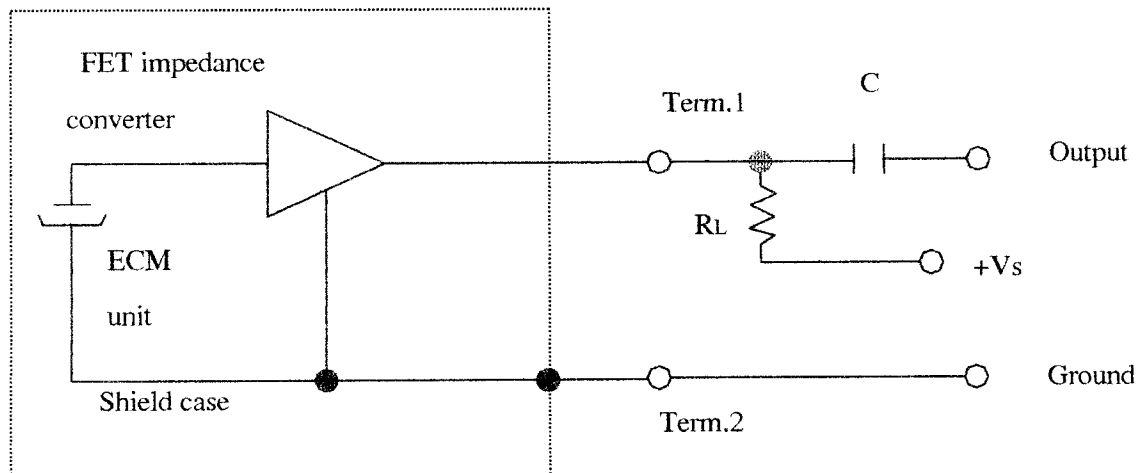 FET impedance
converter
ECM
unit
Shield case
Term.1
C
Output
RL
+Vs
Term.2
Ground